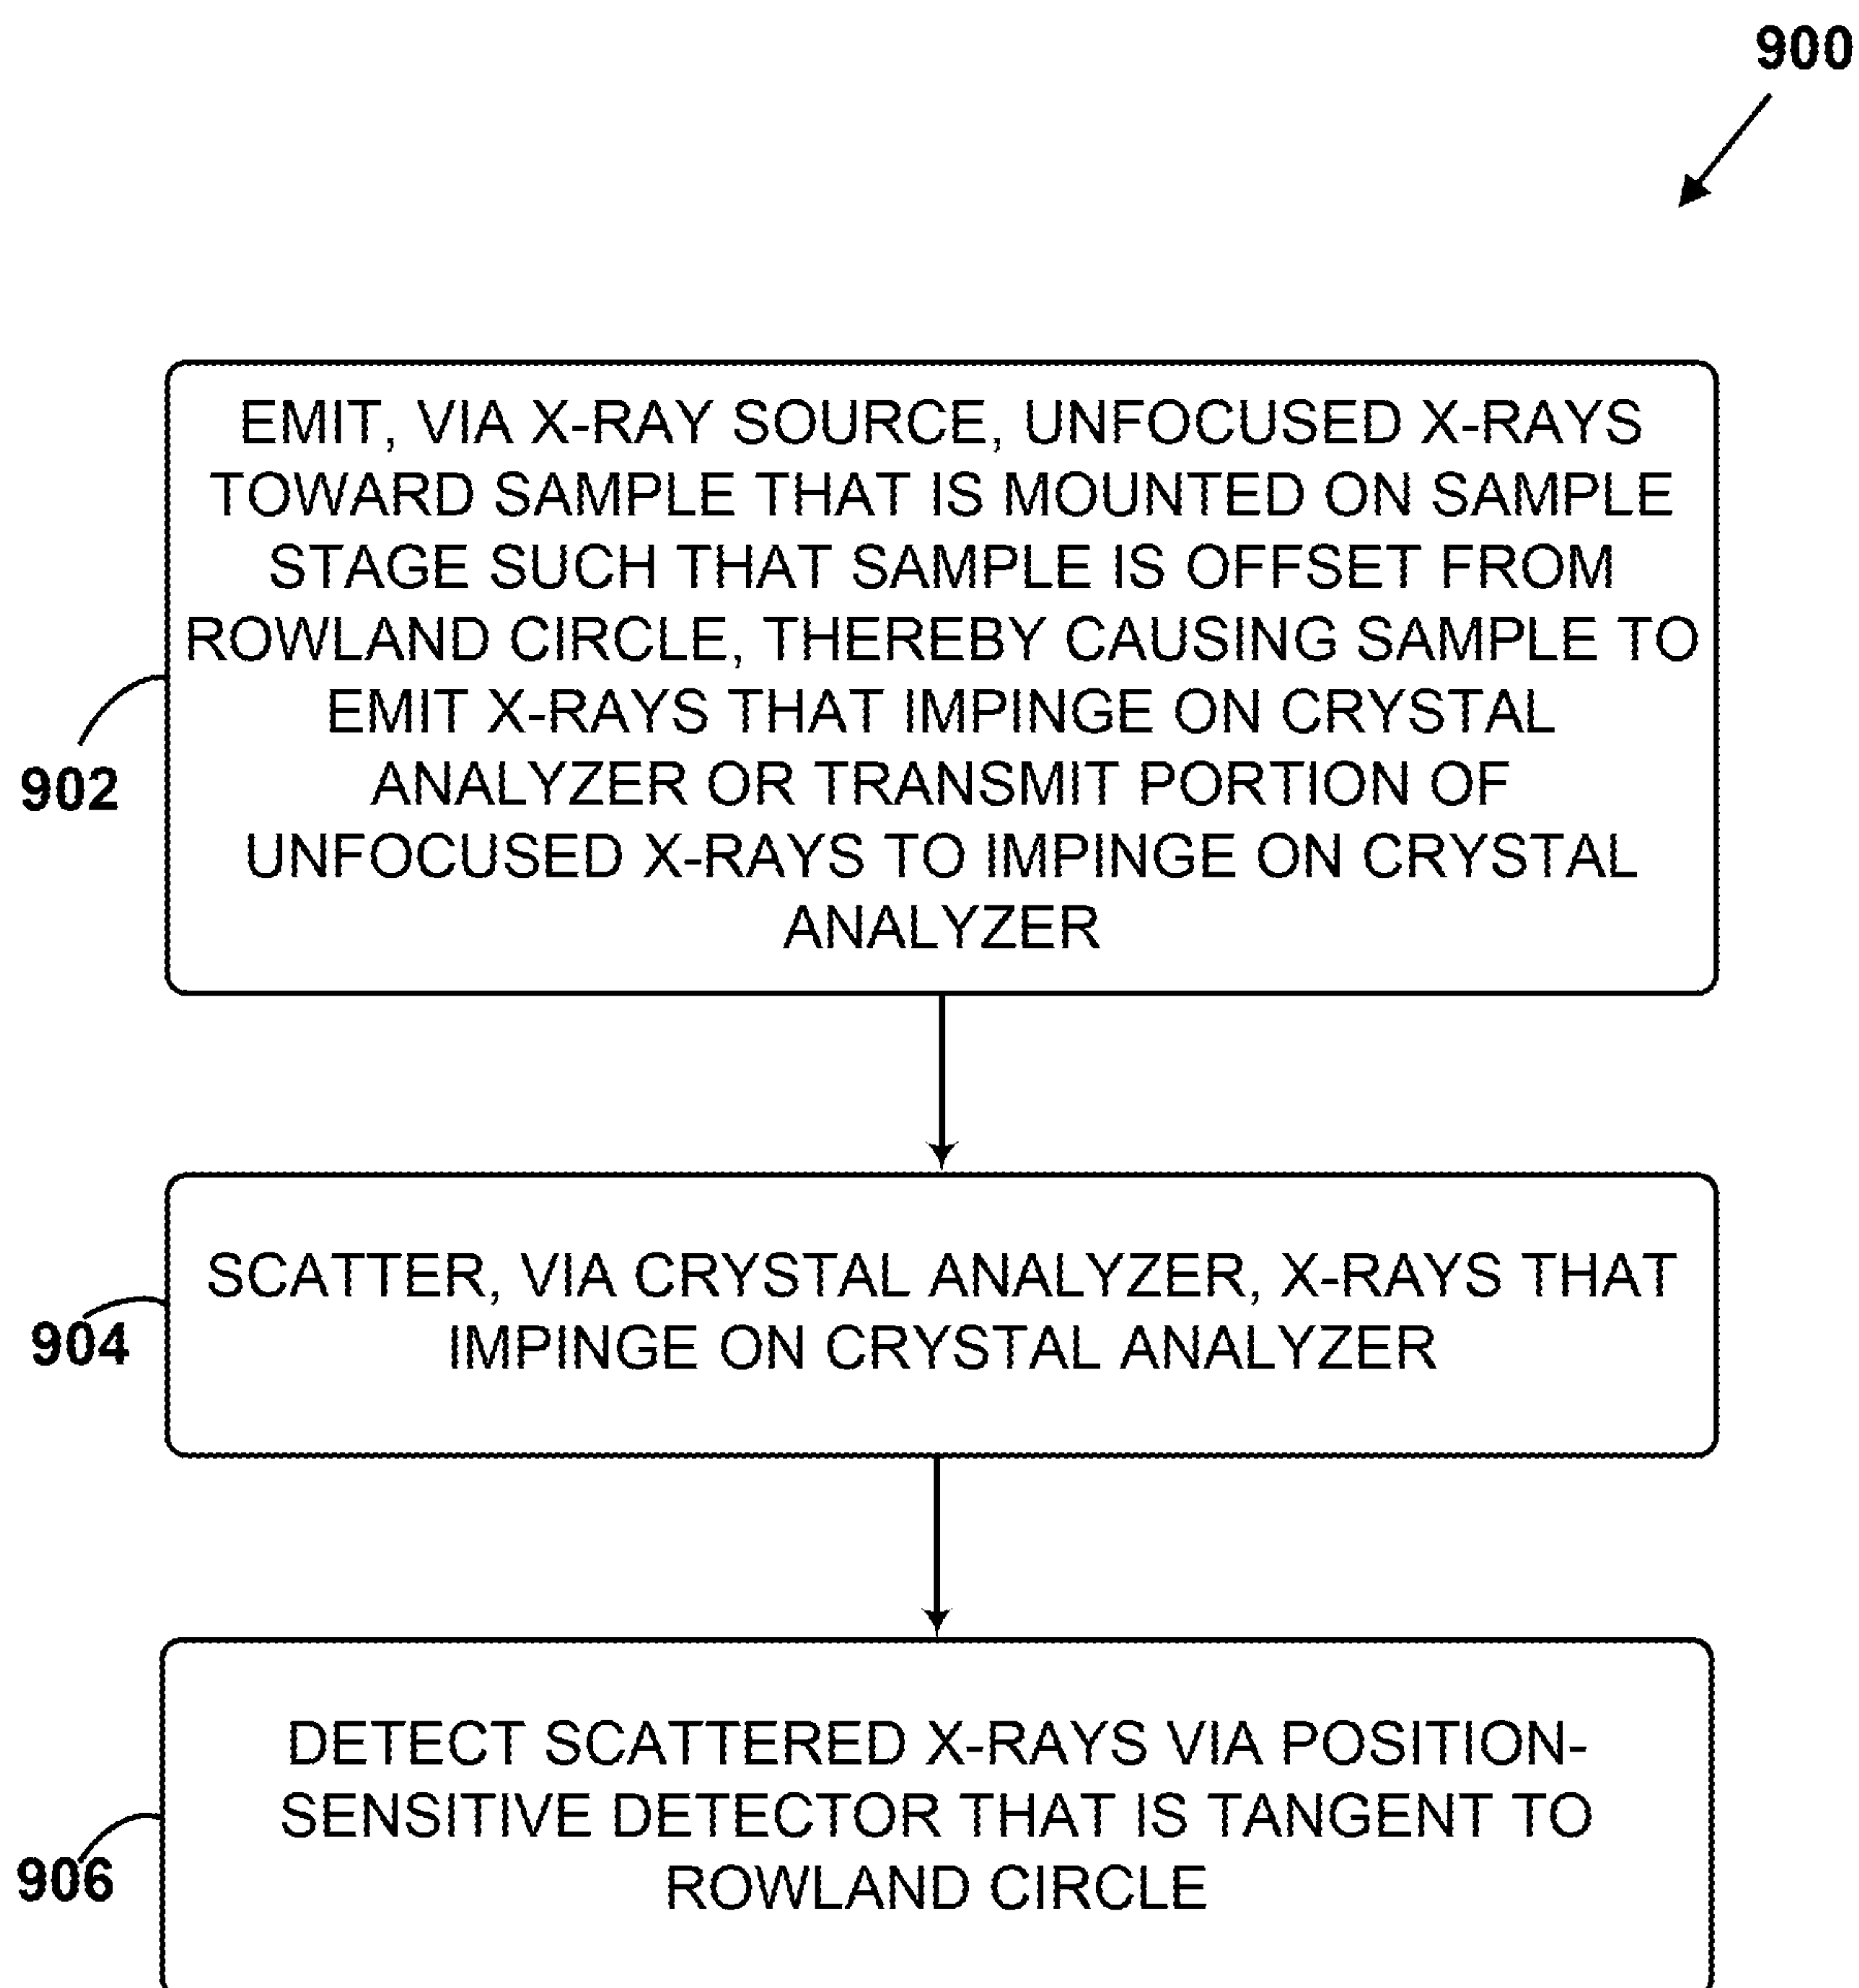 900
EMIT, VIA X-RAY SOURCE, UNFOCUSED X-RAYS
TOWARD SAMPLE THAT IS MOUNTED ON SAMPLE
STAGE SUCH THAT SAMPLE IS OFFSET FROM
ROWLAND CIRCLE, THEREBY CAUSING SAMPLE TO
EMIT X-RAYS THAT IMPINGE ON CRYSTAL
ANALYZER OR TRANSMIT PORTION OF
UNFOCUSED X-RAYS TO IMPINGE ON CRYSTAL
ANALYZER
902
SCATTER, VIA CRYSTAL ANALYZER, X-RAYS THAT
IMPINGE ON CRYSTAL ANALYZER
904
DETECT SCATTERED X-RAYS VIA POSITION-
SENSITIVE DETECTOR THAT IS TANGENT TO
ROWLAND CIRCLE
906